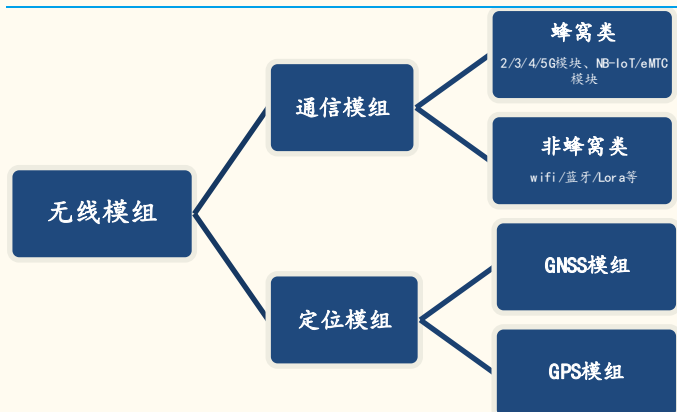 蜂窝类
2/3/4/5G模块、NB-IoT/eMTC
模块
通信模组
非蜂窝类
wifi/蓝牙/Lora等
无线模组
GNSS模组
定位模组
GPS模组